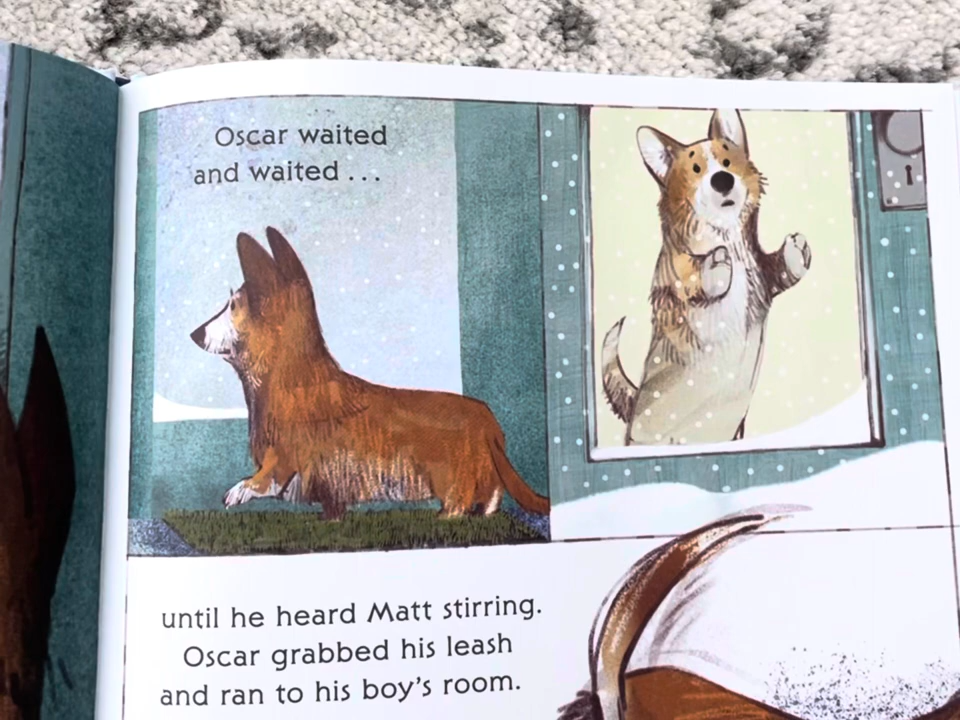 Oscar waited
and waited . . .
until he heard Matt stirring.
Oscar grabbed his leash
and ran to his boy’s room.